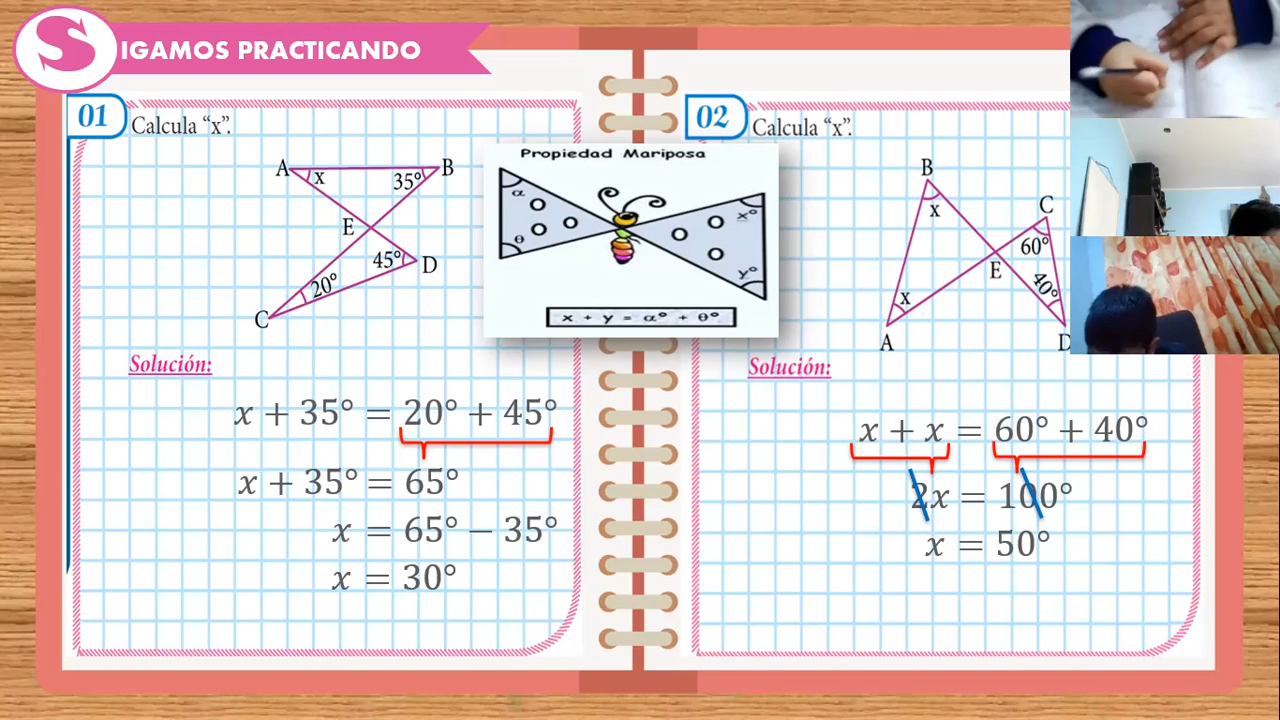 SIGAMOS PRACTICANDO
01
Calcula “x”.
A
x
35°
B
E
45°
D
20°
C
Solución:
x + 35° = 20° + 45°
x + 35° = 65°
x = 65° − 35°
x = 30°
Propiedad Mariposa
α
θ
x°
y°
x + y = α° + θ°
02
Calcula “x”.
B
x
C
60°
E
40°
x
A
D
Solución:
x + x = 60° + 40°
2x = 100°
x = 50°